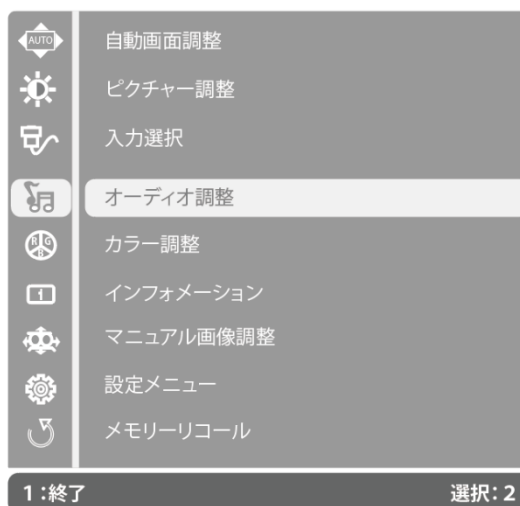 AUTO
自動画面調整
ピクチャー調整
入力選択
オーディオ調整
R G B
カラー調整
1
インフォメーション
マニュアル画像調整
設定メニュー
メモリーリコール
1：終了
選択：2